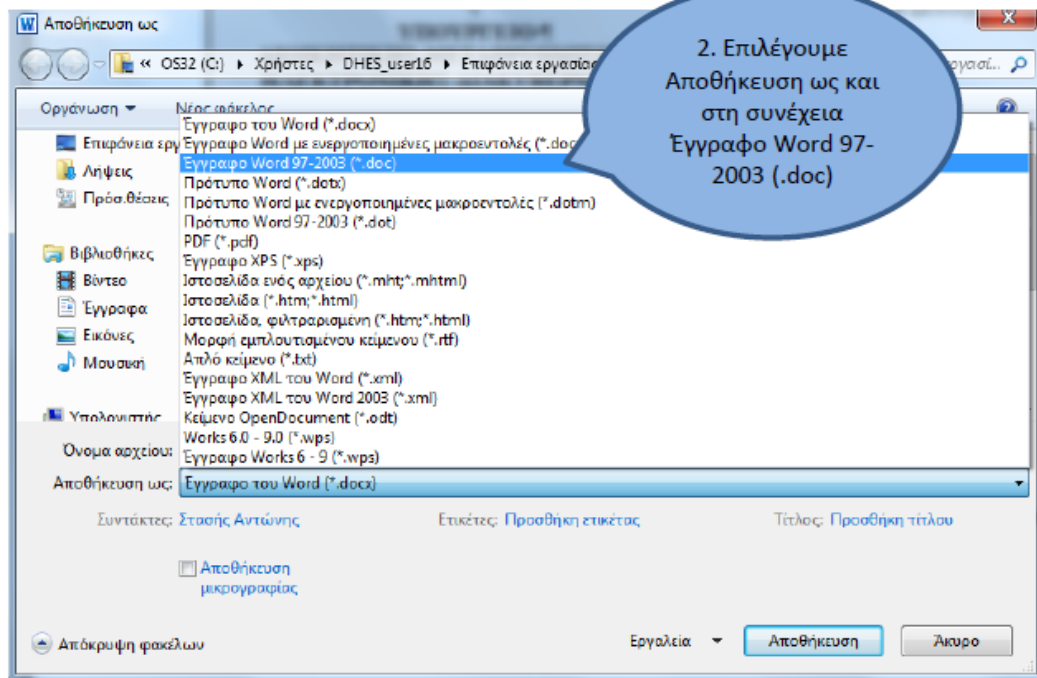 Αποθήκευση ως
« OS32 (C:) ▸ Χρήστες ▸ DHES_user16 ▸ Επιφάνεια εργασίας
Οργάνωση
Νέος φάκελος
2. Επιλέγουμε
Αποθήκευση ως και
στη συνέχεια
Έγγραφο Word 97-
2003 (.doc)
Επιφάνεια ερ
Λήψεις
Πρόσ.θέσεις
Βιβλιοθήκες
Βίντεο
Έγγραφα
Εικόνες
Μουσική
Υπολογιστής
Έγγραφο του Word (*.docx)
Έγγραφο Word με ενεργοποιημένες μακροεντολές (*.doc
Έγγραφο Word 97-2003 (*.doc)
Πρότυπο Word (*.dotx)
Πρότυπο Word με ενεργοποιημένες μακροεντολές (*.dotm)
Πρότυπο Word 97-2003 (*.dot)
PDF (*.pdf)
Έγγραφο XPS (*.xps)
Ιστοσελίδα ενός αρχείου (*.mht;*.mhtml)
Ιστοσελίδα (*.htm;*.html)
Ιστοσελίδα, φιλτραρισμένη (*.htm;*.html)
Μορφή εμπλουτισμένου κείμενου (*.rtf)
Απλό κείμενο (*.txt)
Έγγραφο XML του Word (*.xml)
Έγγραφο XML του Word 2003 (*.xml)
Κείμενο OpenDocument (*.odt)
Works 6.0 - 9.0 (*.wps)
Έγγραφο Works 6 - 9 (*.wps)
Όνομα αρχείου:
Αποθήκευση ως: Έγγραφο του Word (*.docx)
Συντάκτες: Στασής Αντώνης Ετικέτες: Προσθήκη ετικέτας Τίτλος: Προσθήκη τίτλου
Αποθήκευση
μικρογραφίας
Απόκρυψη φακέλων Εργαλεία Αποθήκευση Άκυρο